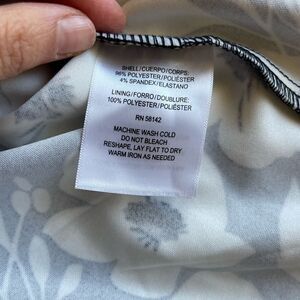 SHELL/CUERPO/CORPS:
96% POLYESTER/POLIÉSTER
4% SPANDEX/ELASTANO
LINING/FORRO/DOUBLURE:
100% POLYESTER/POLIÉSTER
RN 58142
MACHINE WASH COLD
DO NOT BLEACH
RESHAPE, LAY FLAT TO DRY
WARM IRON AS NEEDED